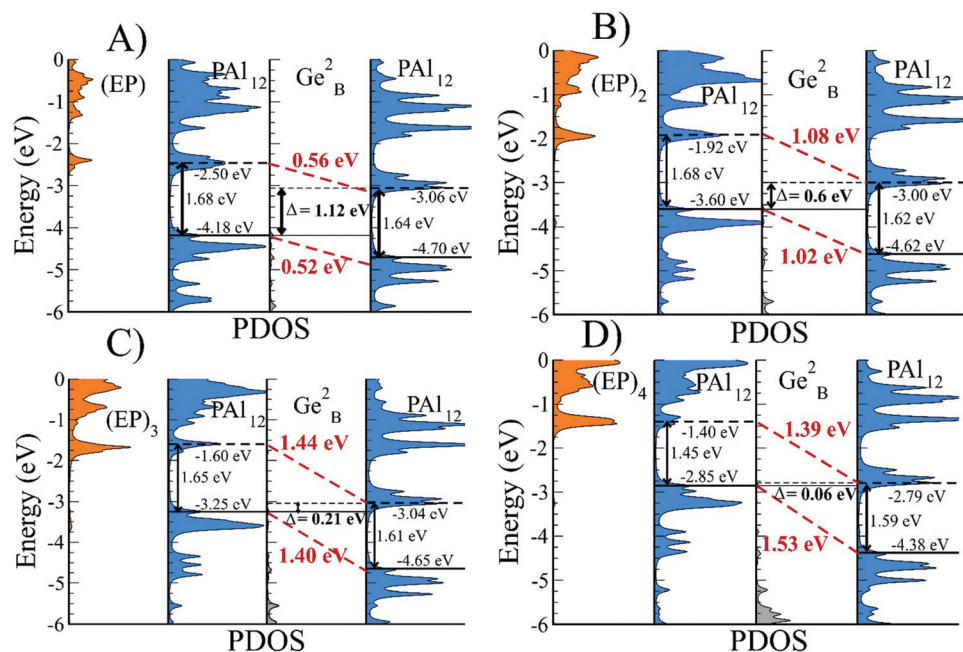 A)
(EP)
PAl12
Ge2B
PAl12
0
-1
-2
-3
-4
-5
-6
Energy (eV)
-2.50 eV
1.68 eV
-4.18 eV
0.56 eV
Δ= 1.12 eV
0.52 eV
-3.06 eV
1.64 eV
-4.70 eV
PDOS
B)
(EP)2
PAl12
Ge2B
PAl12
0
-1
-2
-3
-4
-5
-6
Energy (eV)
-1.92 eV
1.68 eV
-3.60 eV
1.08 eV
Δ= 0.6 eV
1.02 eV
-3.00 eV
1.62 eV
-4.62 eV
PDOS
C)
(EP)3
PAl12
Ge2B
PAl12
0
-1
-2
-3
-4
-5
-6
Energy (eV)
-1.60 eV
1.65 eV
-3.25 eV
1.44 eV
Δ= 0.21 eV
1.40 eV
-3.04 eV
1.61 eV
-4.65 eV
PDOS
D)
(EP)4
PAl12
Ge2B
PAl12
0
-1
-2
-3
-4
-5
-6
Energy (eV)
-1.40 eV
1.45 eV
-2.85 eV
1.39 eV
Δ= 0.06 eV
1.53 eV
-2.79 eV
1.59 eV
-4.38 eV
PDOS